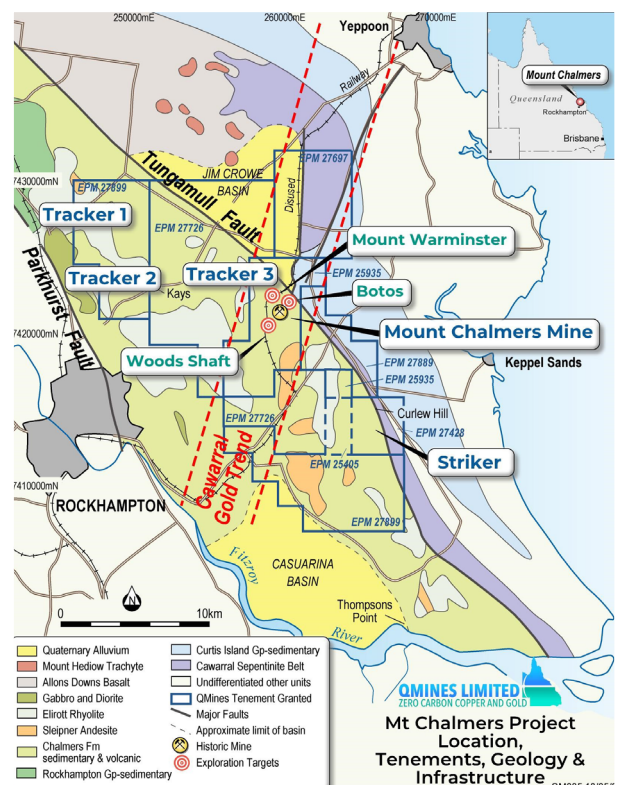 250000mE
260000mE
270000mE
Yeppoon
Mount Chalmers
Queensland
Rockhampton
Brisbane
Railway
EPM 27697
JIM CROWE
BASIN
Disused
7430000mN
EPM 27899
Tungamull Fault
Tracker 1
EPM 27726
Mount Warminster
Tracker 2
Tracker 3
EPM 25935
Kays
Botos
Parkhurst Fault
7420000mN
Mount Chalmers Mine
Woods Shaft
EPM 27889
Keppel Sands
EPM 25935
EPM 27726
Curlew Hill
EPM 27428
Cawarral
Gold Trend
EPM 25405
Striker
7410000mN
ROCKHAMPTON
EPM 27899
Fitzroy
River
CASUARINA
BASIN
Thompsons
Point
N
0 10km
Quaternary Alluvium
Mount Hediow Trachyte
Allons Downs Basalt
Gabbro and Diorite
Elirott Rhyolite
Sleipner Andesite
Chalmers Fm
sedimentary & volcanic
Rockhampton Gp-sedimentary
Curtis Island Gp-sedimentary
Cawarral Sepentinite Belt
Undifferentiated other units
QMines Tenement Granted
Major Faults
Approximate limit of basin
Historic Mine
Exploration Targets
QMINES LIMITED
ZERO CARBON COPPER AND GOLD
Mt Chalmers Project
Location,
Tenements, Geology &
Infrastructure